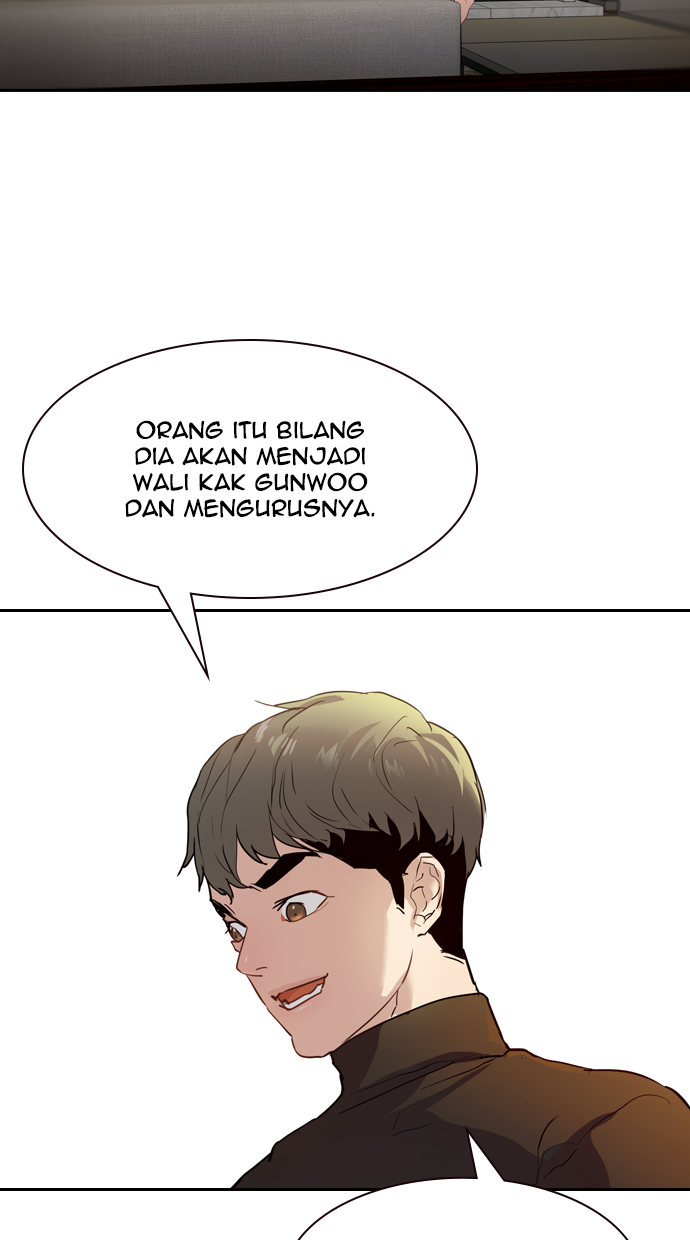 ORANG ITU BILANG
DIA AKAN MENJADI
WALI KAK GUNWOO
DAN MENGURUSNYA.